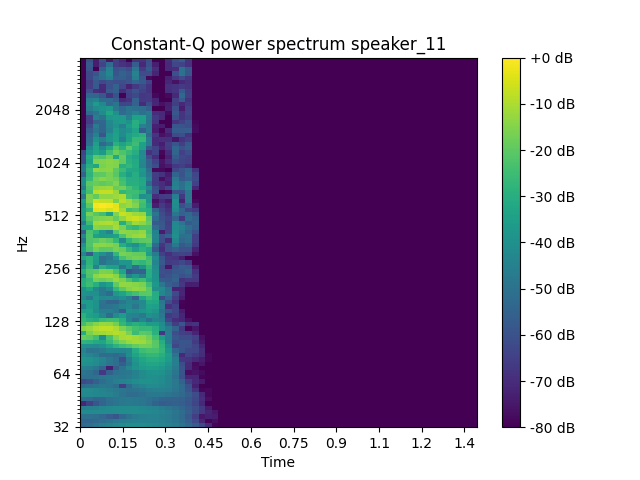 Constant-Q power spectrum speaker_11
Hz
2048
1024
512
256
128
64
32
0 0.15 0.3 0.45 0.6 0.75 0.9 1.1 1.2 1.4
Time
+0 dB
-10 dB
-20 dB
-30 dB
-40 dB
-50 dB
-60 dB
-70 dB
-80 dB